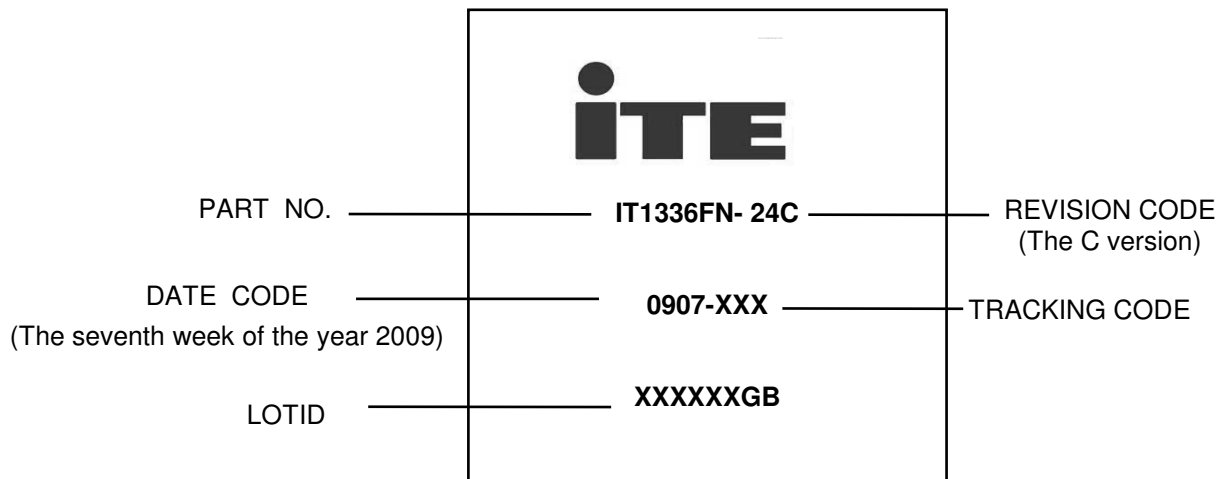 iTE
PART NO. IT1336FN- 24C REVISION CODE
(The C version)
DATE CODE 0907-XXX TRACKING CODE
(The seventh week of the year 2009)
LOTID XXXXXXGB